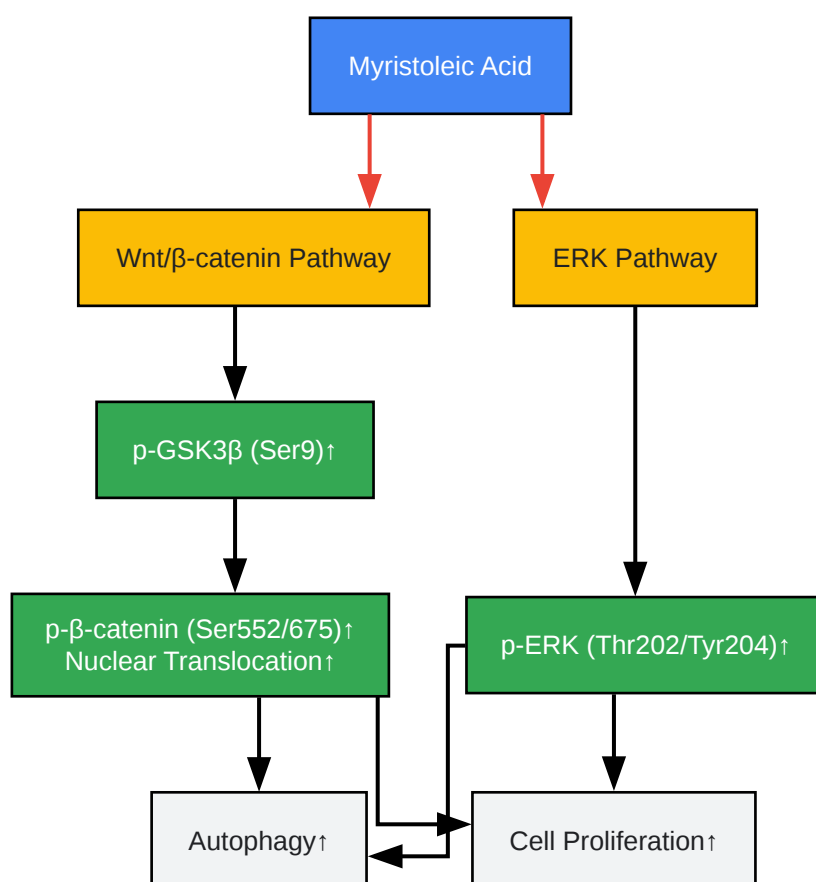 Myristoleic Acid
Wnt/β-catenin Pathway
ERK Pathway
p-GSK3β (Ser9)↑
p-β-catenin (Ser552/675)↑
Nuclear Translocation↑
p-ERK (Thr202/Tyr204)↑
Autophagy↑
Cell Proliferation↑